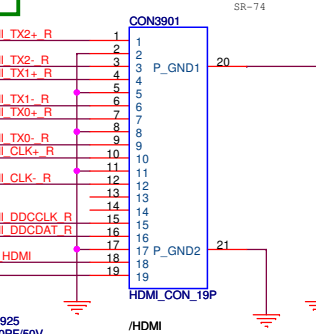 SR-74
CON3901
I_TX2+_R 1 1
2 2
I_TX2-_R 3 3 P_GND1 20
I_TX1+_R 4 4
5 5
I_TX1-_R 6 6
I_TX0+_R 7 7
8 8
I_TX0-_R 9 9
I_CLK+_R 10 10
11 11
I_CLK-_R 12 12
13 13
14 14
I_DDCCLK_R 15 15
I_DDCDAT_R 16 16
17 17 P_GND2 21
HDMI 18 18
19 19
HDMI_CON_19P
925
/HDMI